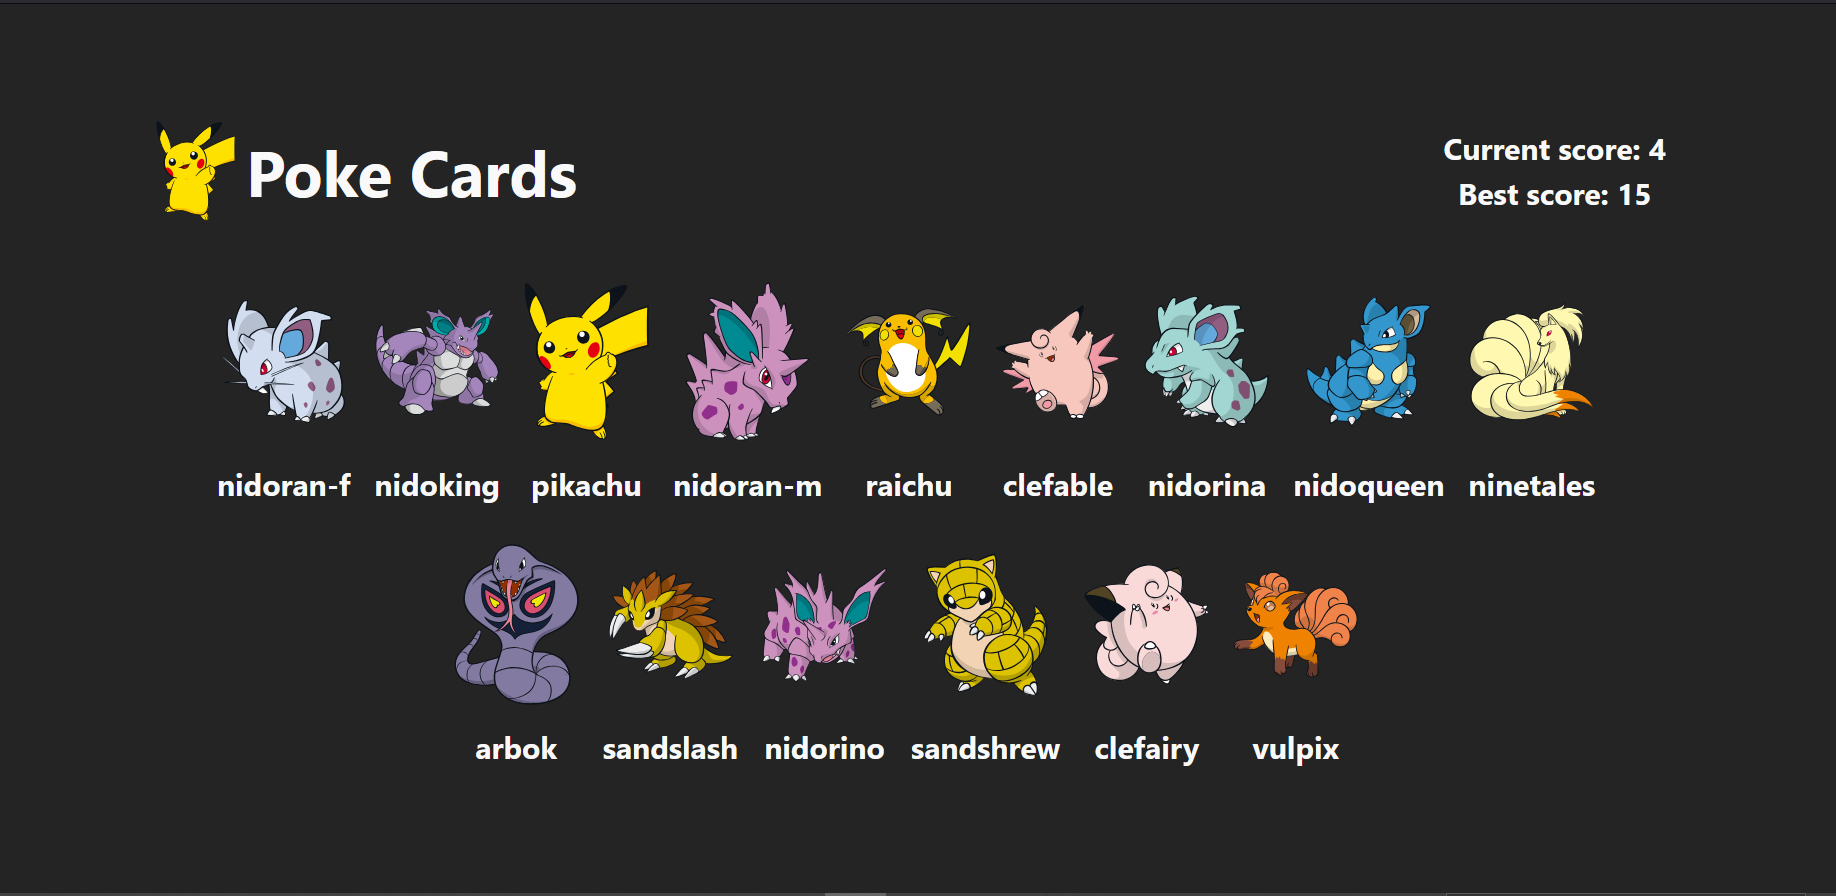 Poke Cards
Current score: 4
Best score: 15
nidoran-f nidoking pikachu nidoran-m raichu clefable nidorina nidoqueen ninetales
arbok sandslash nidorino sandshrew clefairy vulpix